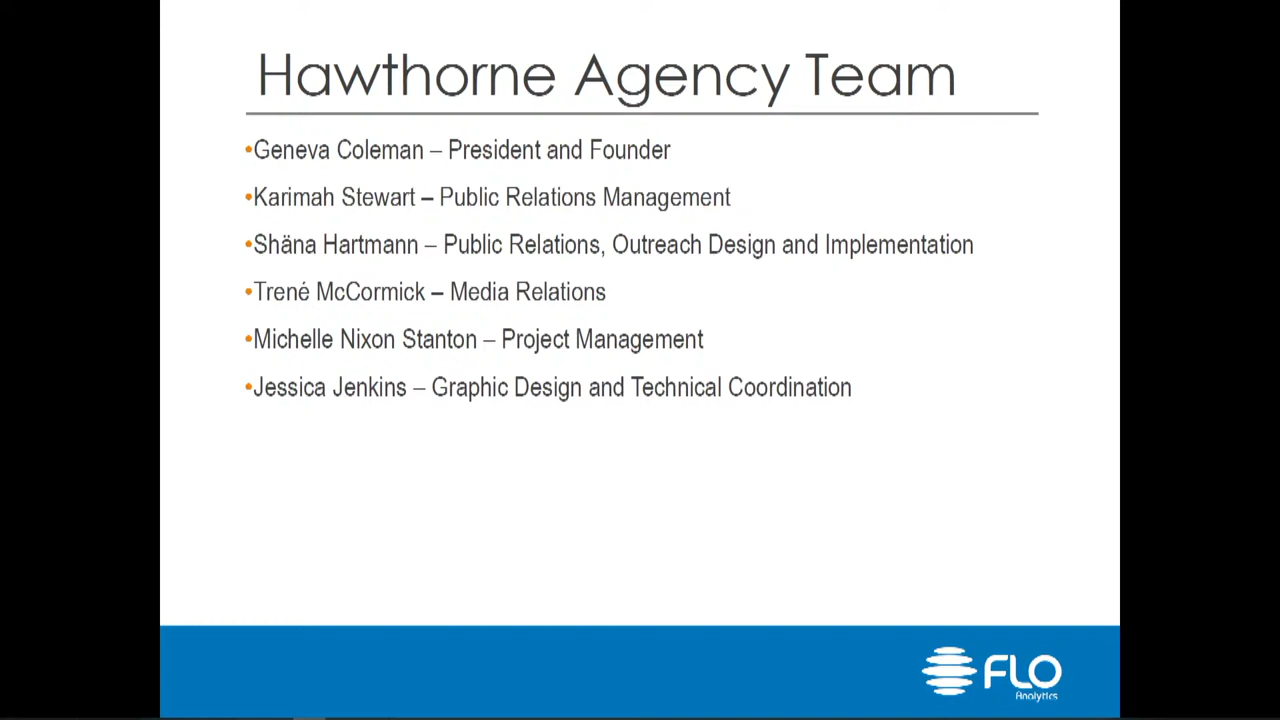 Hawthorne Agency Team
•Geneva Coleman – President and Founder
•Karimah Stewart – Public Relations Management
•Shäna Hartmann – Public Relations, Outreach Design and Implementation
•Trené McCormick – Media Relations
•Michelle Nixon Stanton – Project Management
•Jessica Jenkins – Graphic Design and Technical Coordination
FLO
Analytics